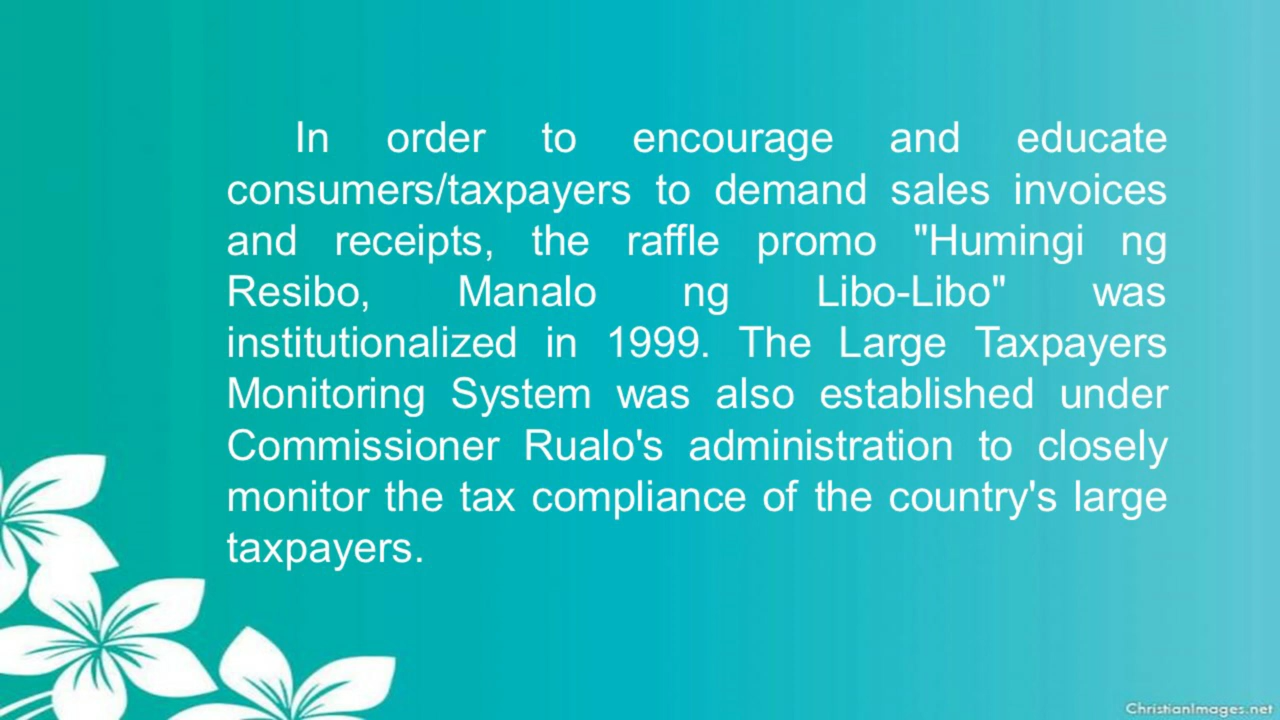 In order to encourage and educate
consumers/taxpayers to demand sales invoices
and receipts, the raffle promo "Humingi ng
Resibo, Manalo ng Libo-Libo" was
institutionalized in 1999. The Large Taxpayers
Monitoring System was also established under
Commissioner Rualo's administration to closely
monitor the tax compliance of the country's large
taxpayers.
ChristianImages.net